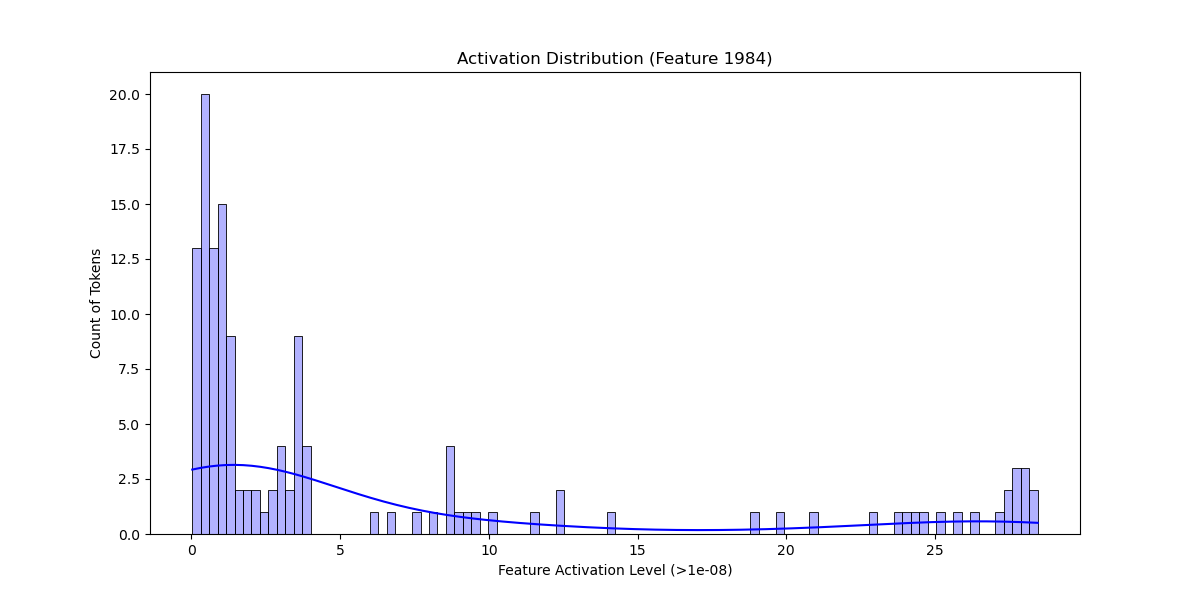 Activation Distribution (Feature 1984)
20.0
17.5
15.0
12.5
10.0
7.5
5.0
2.5
0.0
Count of Tokens
0 5 10 15 20 25
Feature Activation Level (>1e-08)